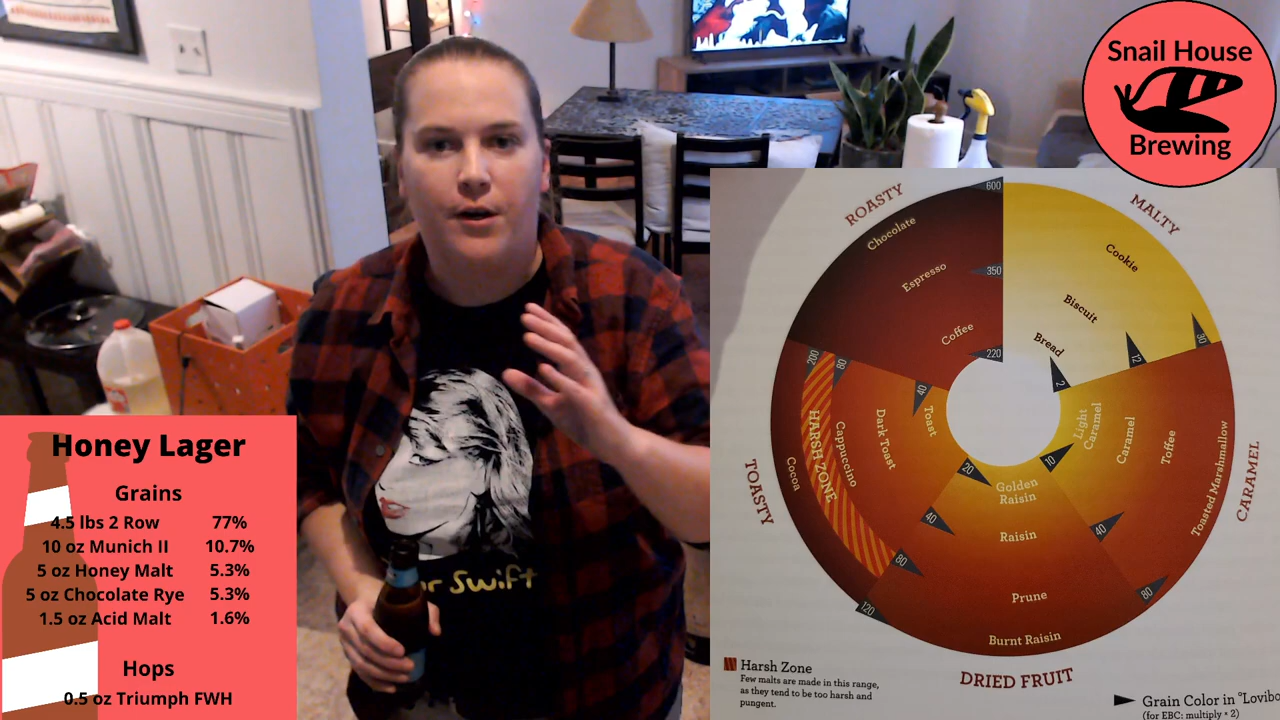 Snail House
Brewing
Honey Lager
Grains
4.5 lbs 2 Row 77%
10 oz Munich II 10.7%
5 oz Honey Malt 5.3%
5 oz Chocolate Rye 5.3%
1.5 oz Acid Malt 1.6%
Hops
0.5 oz Triumph FWH
or Swift
ROASTY
Chocolate
Espresso
Coffee
600
350
220
MALTY
Cookie
Biscuit
Bread
40
12
2
CARAMEL
Light
Caramel
Caramel
Toffee
Toasted Marshmallow
10
40
80
DRIED FRUIT
Golden
Raisin
Raisin
Prune
Burnt Raisin
20
40
80
120
TOASTY
Toast
Dark Toast
Cappuccino
HARSH ZONE
Cocoa
40
80
200
Harsh Zone
Few malts are made in this range,
as they tend to be too harsh and
pungent.
Grain Color in °Lovibo
(for EBC: multiply * 2)